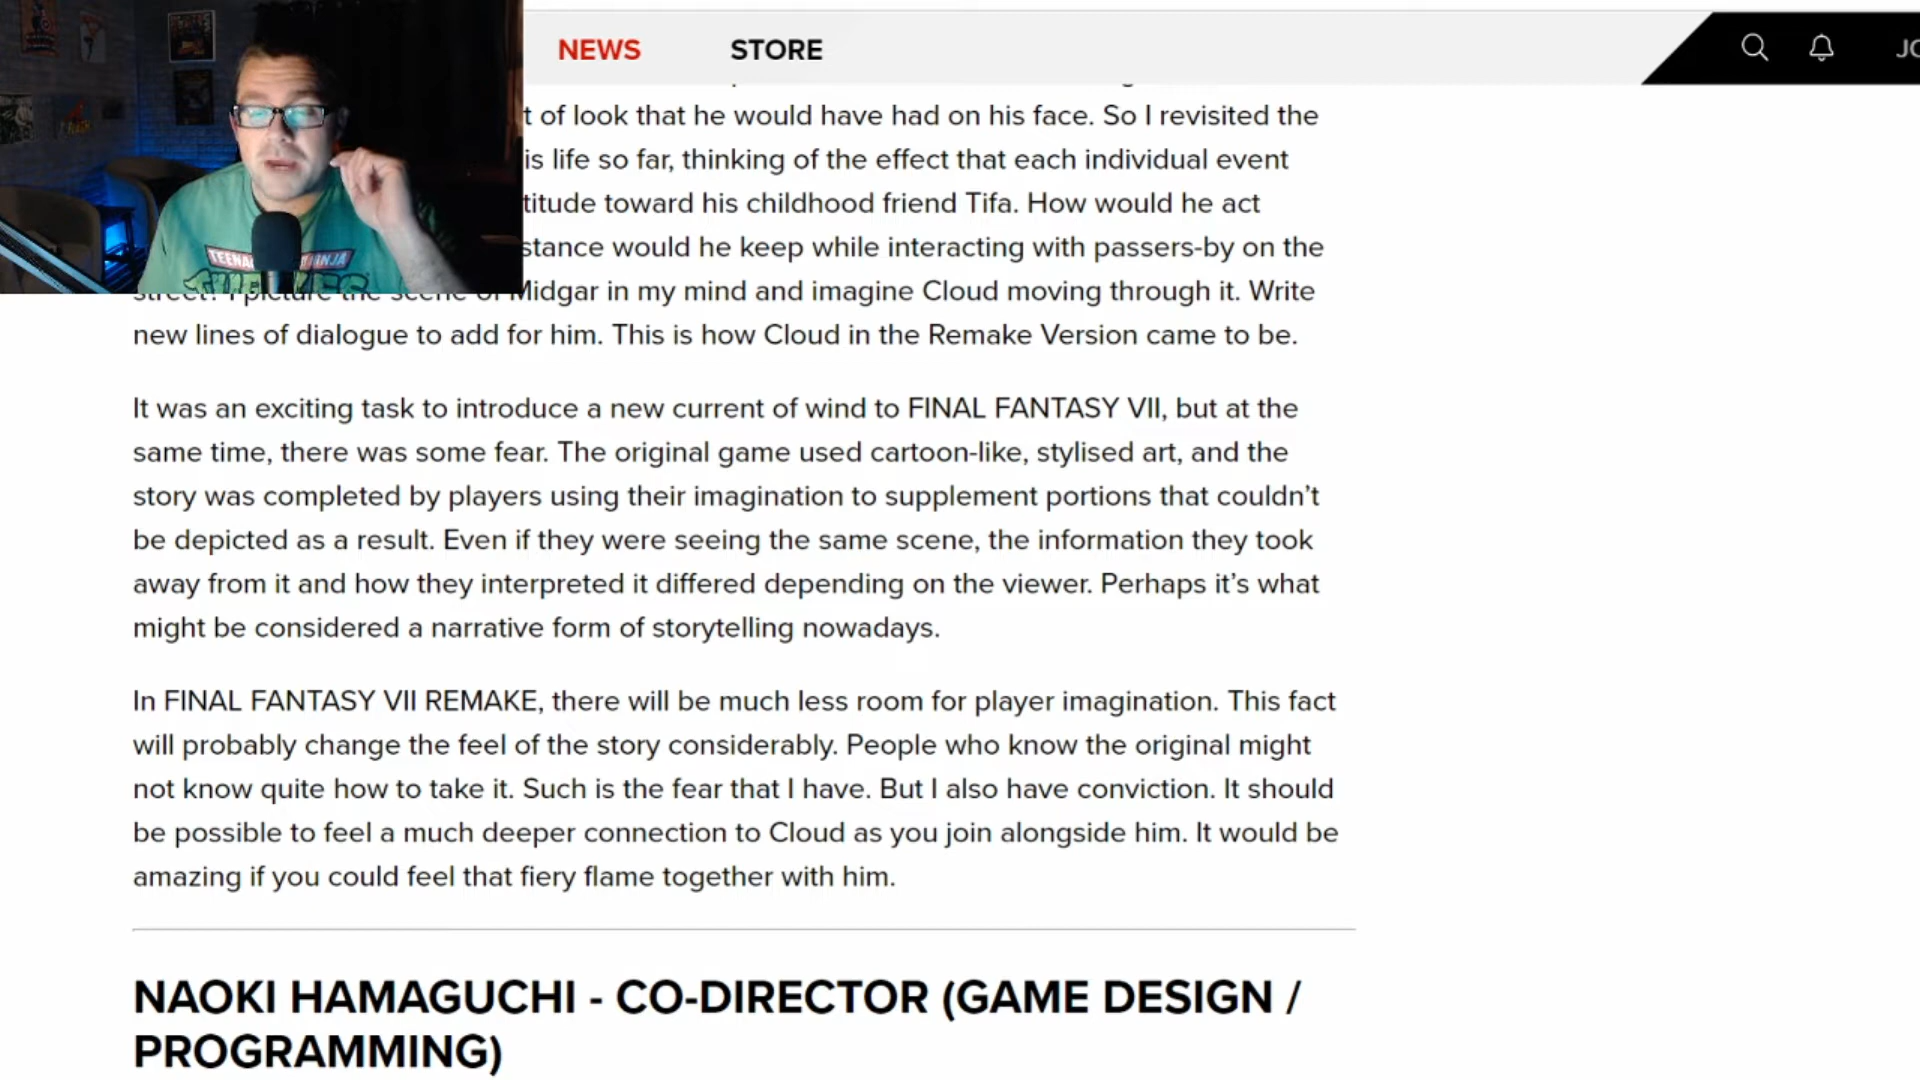 NEWS
STORE
JO
t of look that he would have had on his face. So I revisited the
is life so far, thinking of the effect that each individual event
titude toward his childhood friend Tifa. How would he act
stance would he keep while interacting with passers-by on the
street? I picture the scene of Midgar in my mind and imagine Cloud moving through it. Write
new lines of dialogue to add for him. This is how Cloud in the Remake Version came to be.
It was an exciting task to introduce a new current of wind to FINAL FANTASY VII, but at the
same time, there was some fear. The original game used cartoon-like, stylised art, and the
story was completed by players using their imagination to supplement portions that couldn’t
be depicted as a result. Even if they were seeing the same scene, the information they took
away from it and how they interpreted it differed depending on the viewer. Perhaps it’s what
might be considered a narrative form of storytelling nowadays.
In FINAL FANTASY VII REMAKE, there will be much less room for player imagination. This fact
will probably change the feel of the story considerably. People who know the original might
not know quite how to take it. Such is the fear that I have. But I also have conviction. It should
be possible to feel a much deeper connection to Cloud as you join alongside him. It would be
amazing if you could feel that fiery flame together with him.
NAOKI HAMAGUCHI - CO-DIRECTOR (GAME DESIGN /
PROGRAMMING)